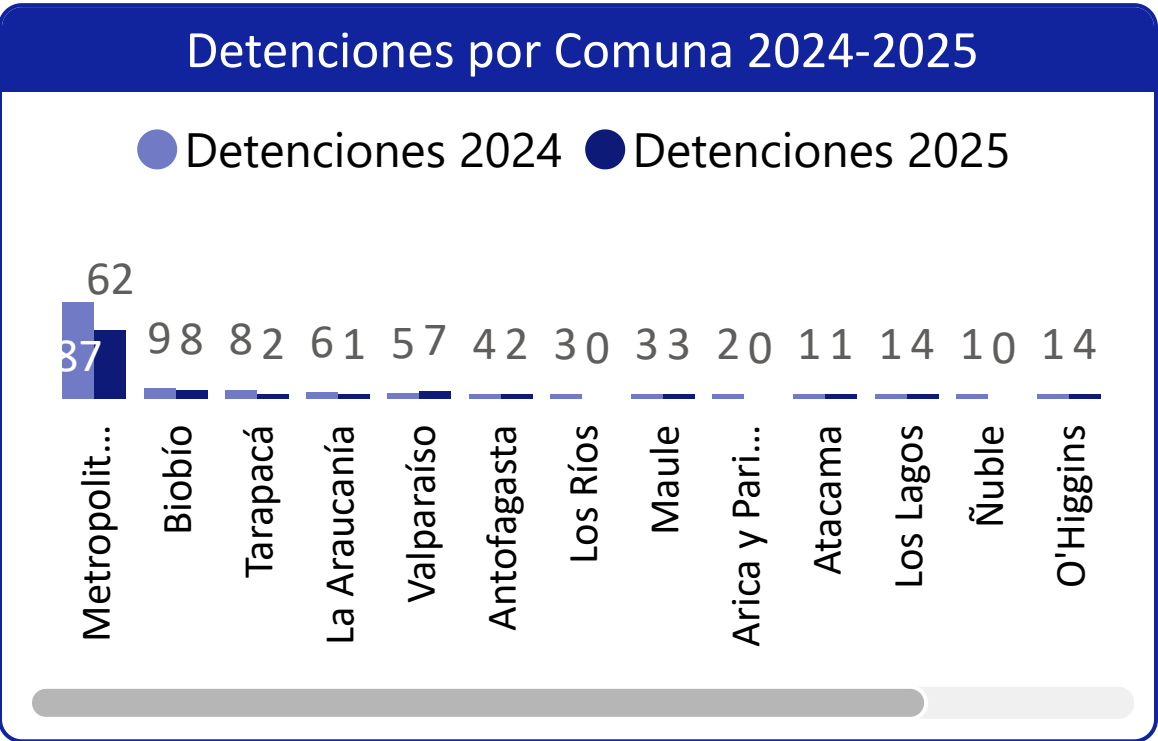 Detenciones por Comuna 2024-2025
Detenciones 2024 Detenciones 2025
62
87
9 8 8 2 6 1 5 7 4 2 3 0 3 3 2 0 1 1 1 4 1 0 1 4
Metropolit...
Biobío
Tarapacá
La Araucanía
Valparaíso
Antofagasta
Los Ríos
Maule
Arica y Pari...
Atacama
Los Lagos
Ñuble
O'Higgins